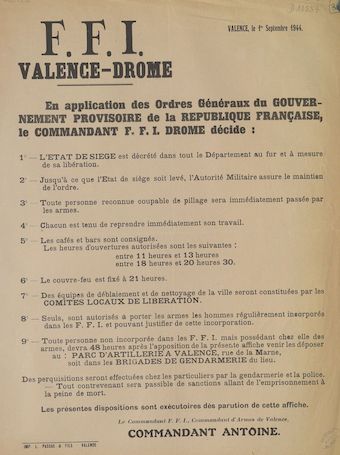 VALENCE, le 1er Septembre 1944.
F. F. I.
VALENCE-DROME
En application des Ordres Généraux du GOUVER-
NEMENT PROVISOIRE de la REPUBLIQUE FRANÇAISE,
le COMMANDANT F. F. I. DROME décide :
1° — L'ETAT DE SIEGE est décrété dans tout le Département au fur et à mesure
de sa libération.
2° — Jusqu'à ce que l'Etat de siège soit levé, l'Autorité Militaire assure le maintien
de l'ordre.
3° — Toute personne reconnue coupable de pillage sera immédiatement passée par
les armes.
4° — Chacun est tenu de reprendre immédiatement son travail.
5° — Les cafés et bars sont consignés.
Les heures d'ouvertures autorisées sont les suivantes :
entre 11 heures et 13 heures
entre 18 heures et 20 heures 30.
6° — Le couvre-feu est fixé à 21 heures.
7° — Des équipes de déblaiement et de nettoyage de la ville seront constituées par les
COMITES LOCAUX DE LIBERATION.
8° — Seuls, sont autorisés à porter les armes les hommes régulièrement incorporés
dans les F. F. I. et pouvant justifier de cette incorporation.
9° — Toute personne non incorporée dans les F. F. I. mais possédant chez elle des
armes, devra 48 heures après l'apposition de la présente affiche venir les déposer
au : PARC D'ARTILLERIE A VALENCE, rue de la Marne,
soit dans les BRIGADES DE GENDARMERIE du lieu.
Des perquisitions seront effectuées chez les particuliers par la gendarmerie et la police.
— Tout contrevenant sera passible de sanctions allant de l'emprisonnement à
la peine de mort.
Les présentes dispositions sont exécutoires dès parution de cette affiche.
Le Commandant F. F. I., Commandant d'Armes de Valence,
COMMANDANT ANTOINE.
IMP. L. PASSAS & FILS VALENCE